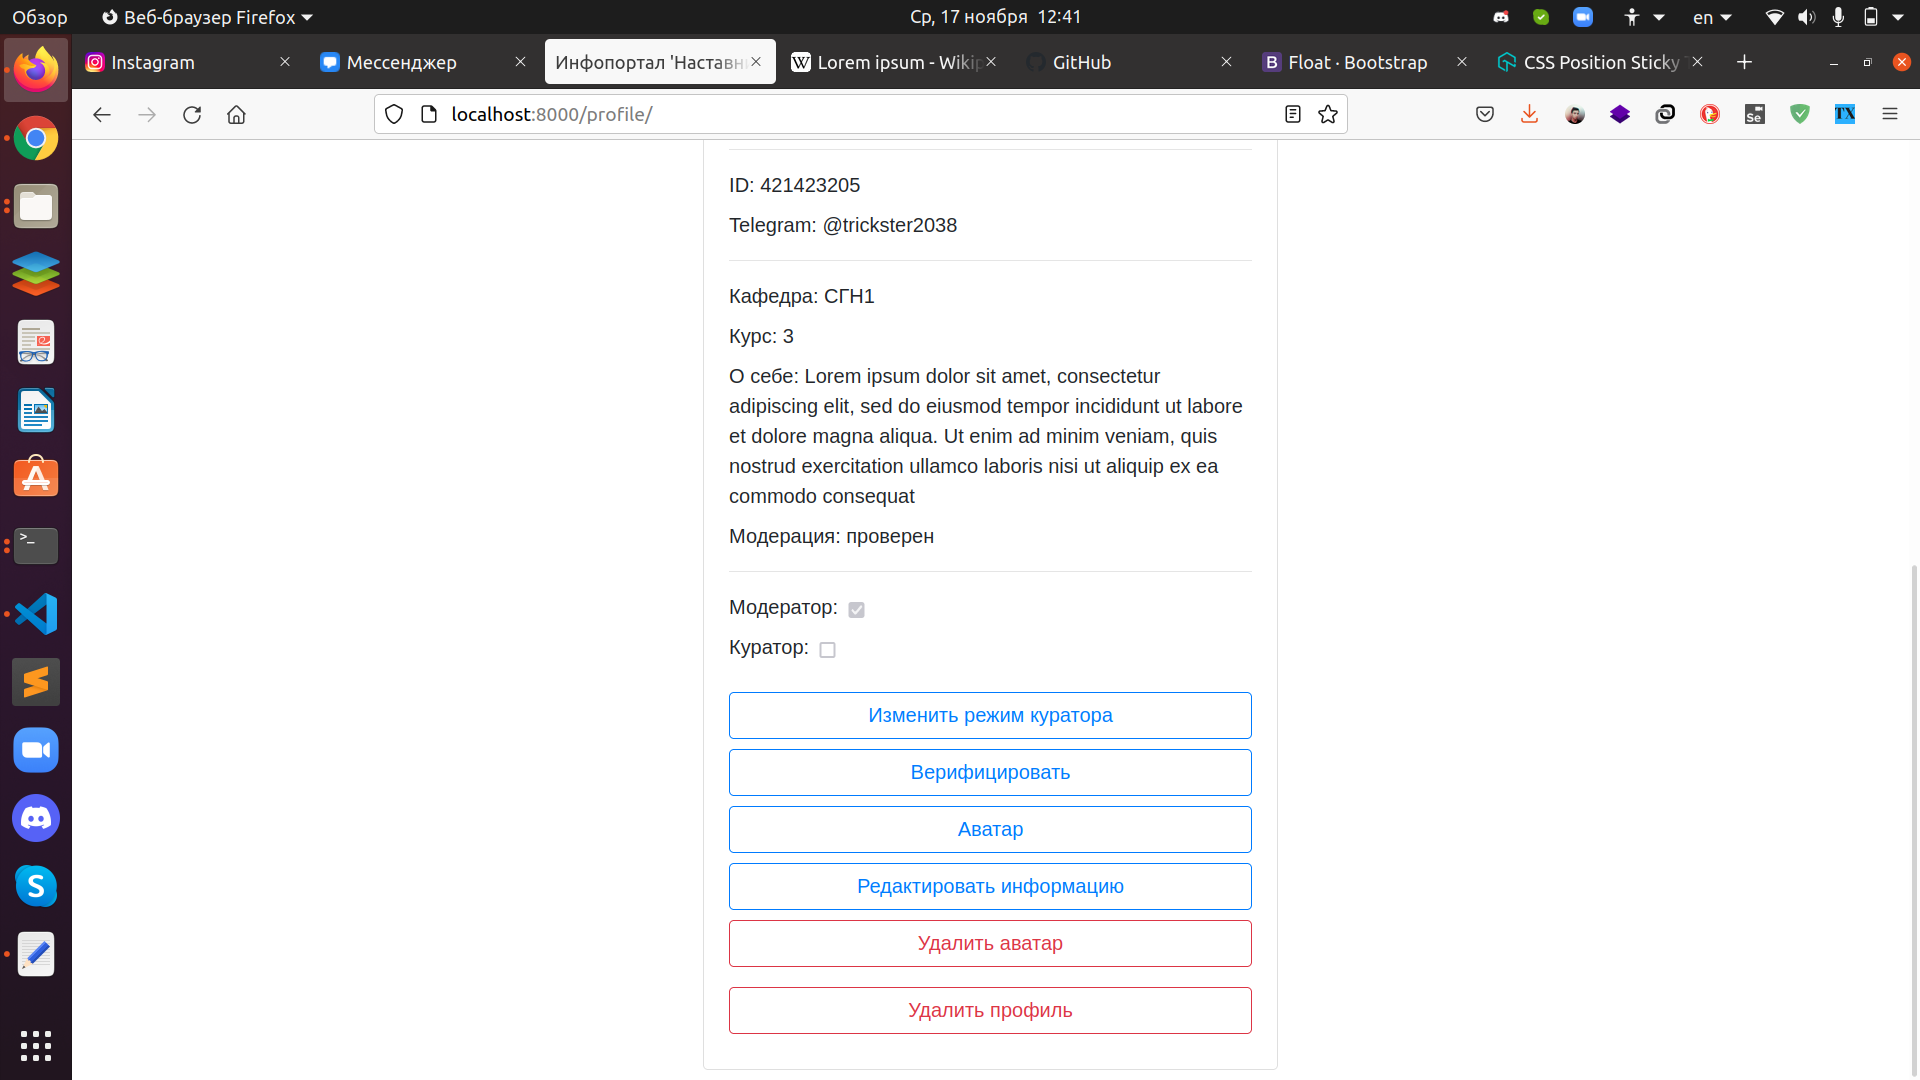 Обзор
Веб-браузер Firefox
Ср, 17 ноября 12:41
en
Instagram
Мессенджер
Инфопортал 'Наставн
Lorem ipsum - Wikip
GitHub
Float · Bootstrap
CSS Position Sticky
localhost:8000/profile/
ID: 421423205
Telegram: @trickster2038
Кафедра: СГН1
Курс: 3
О себе: Lorem ipsum dolor sit amet, consectetur
adipiscing elit, sed do eiusmod tempor incididunt ut labore
et dolore magna aliqua. Ut enim ad minim veniam, quis
nostrud exercitation ullamco laboris nisi ut aliquip ex ea
commodo consequat
Модерация: проверен
Модератор:
Куратор:
Изменить режим куратора
Верифицировать
Аватар
Редактировать информацию
Удалить аватар
Удалить профиль